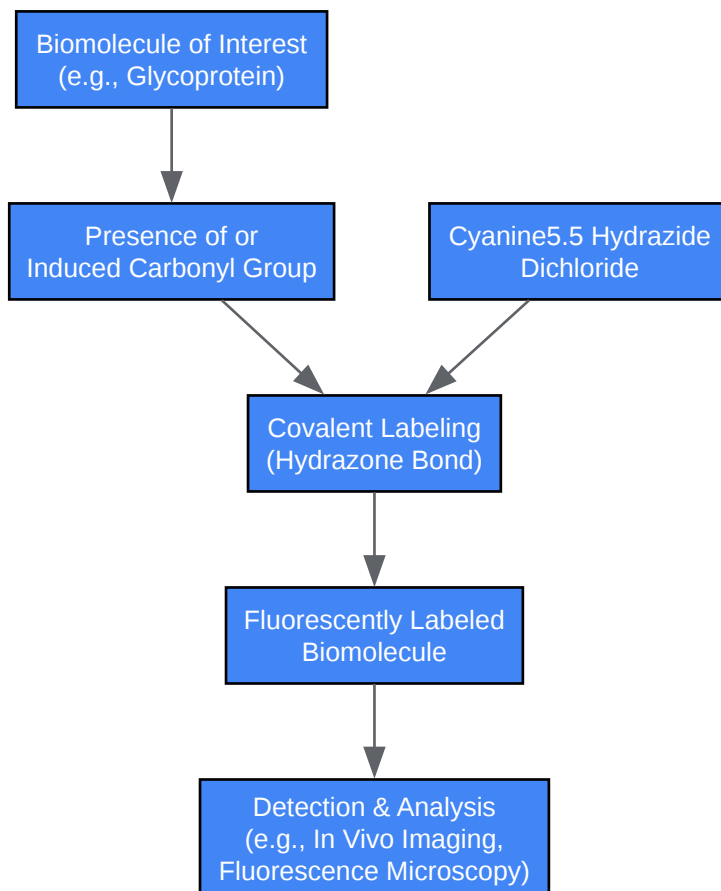 Biomolecule of Interest
(e.g., Glycoprotein)
Presence of or
Induced Carbonyl Group
Cyanine5.5 Hydrazide
Dichloride
Covalent Labeling
(Hydrazone Bond)
Fluorescently Labeled
Biomolecule
Detection & Analysis
(e.g., In Vivo Imaging,
Fluorescence Microscopy)